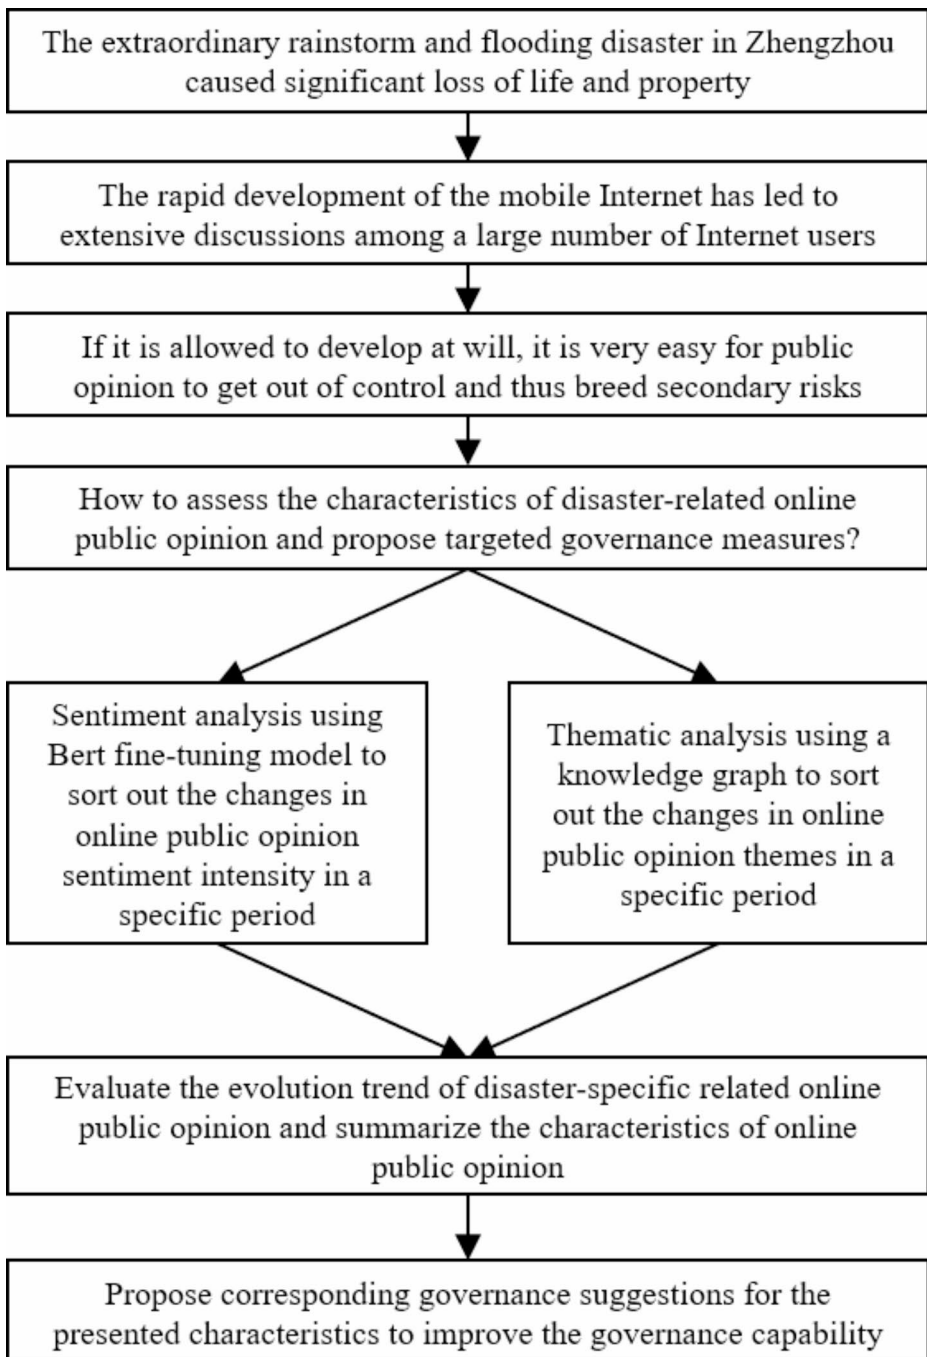 The extraordinary rainstorm and flooding disaster in Zhengzhou
caused significant loss of life and property
The rapid development of the mobile Internet has led to
extensive discussions among a large number of Internet users
If it is allowed to develop at will, it is very easy for public
opinion to get out of control and thus breed secondary risks
How to assess the characteristics of disaster-related online
public opinion and propose targeted governance measures?
Sentiment analysis using
Bert fine-tuning model to
sort out the changes in
online public opinion
sentiment intensity in a
specific period
Thematic analysis using a
knowledge graph to sort
out the changes in online
public opinion themes in a
specific period
Evaluate the evolution trend of disaster-specific related online
public opinion and summarize the characteristics of online
public opinion
Propose corresponding governance suggestions for the
presented characteristics to improve the governance capability